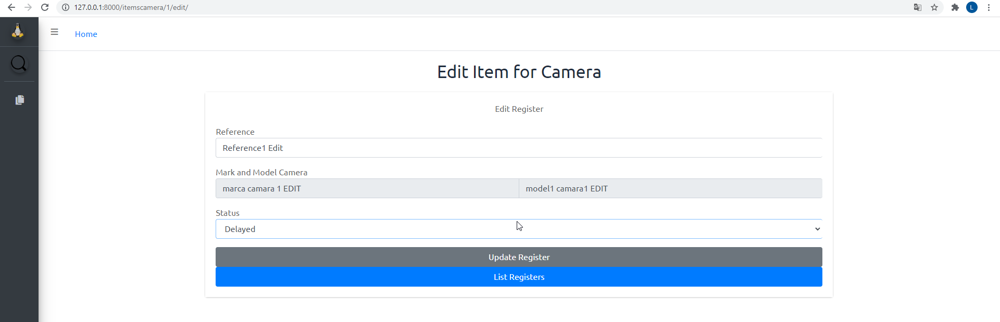 127.0.0.1:8000/itemscamera/1/edit/
L
Home
Edit Item for Camera
Edit Register
Reference
Reference1 Edit
Mark and Model Camera
marca camara 1 EDIT model1 camara1 EDIT
Status
Delayed
Update Register
List Registers